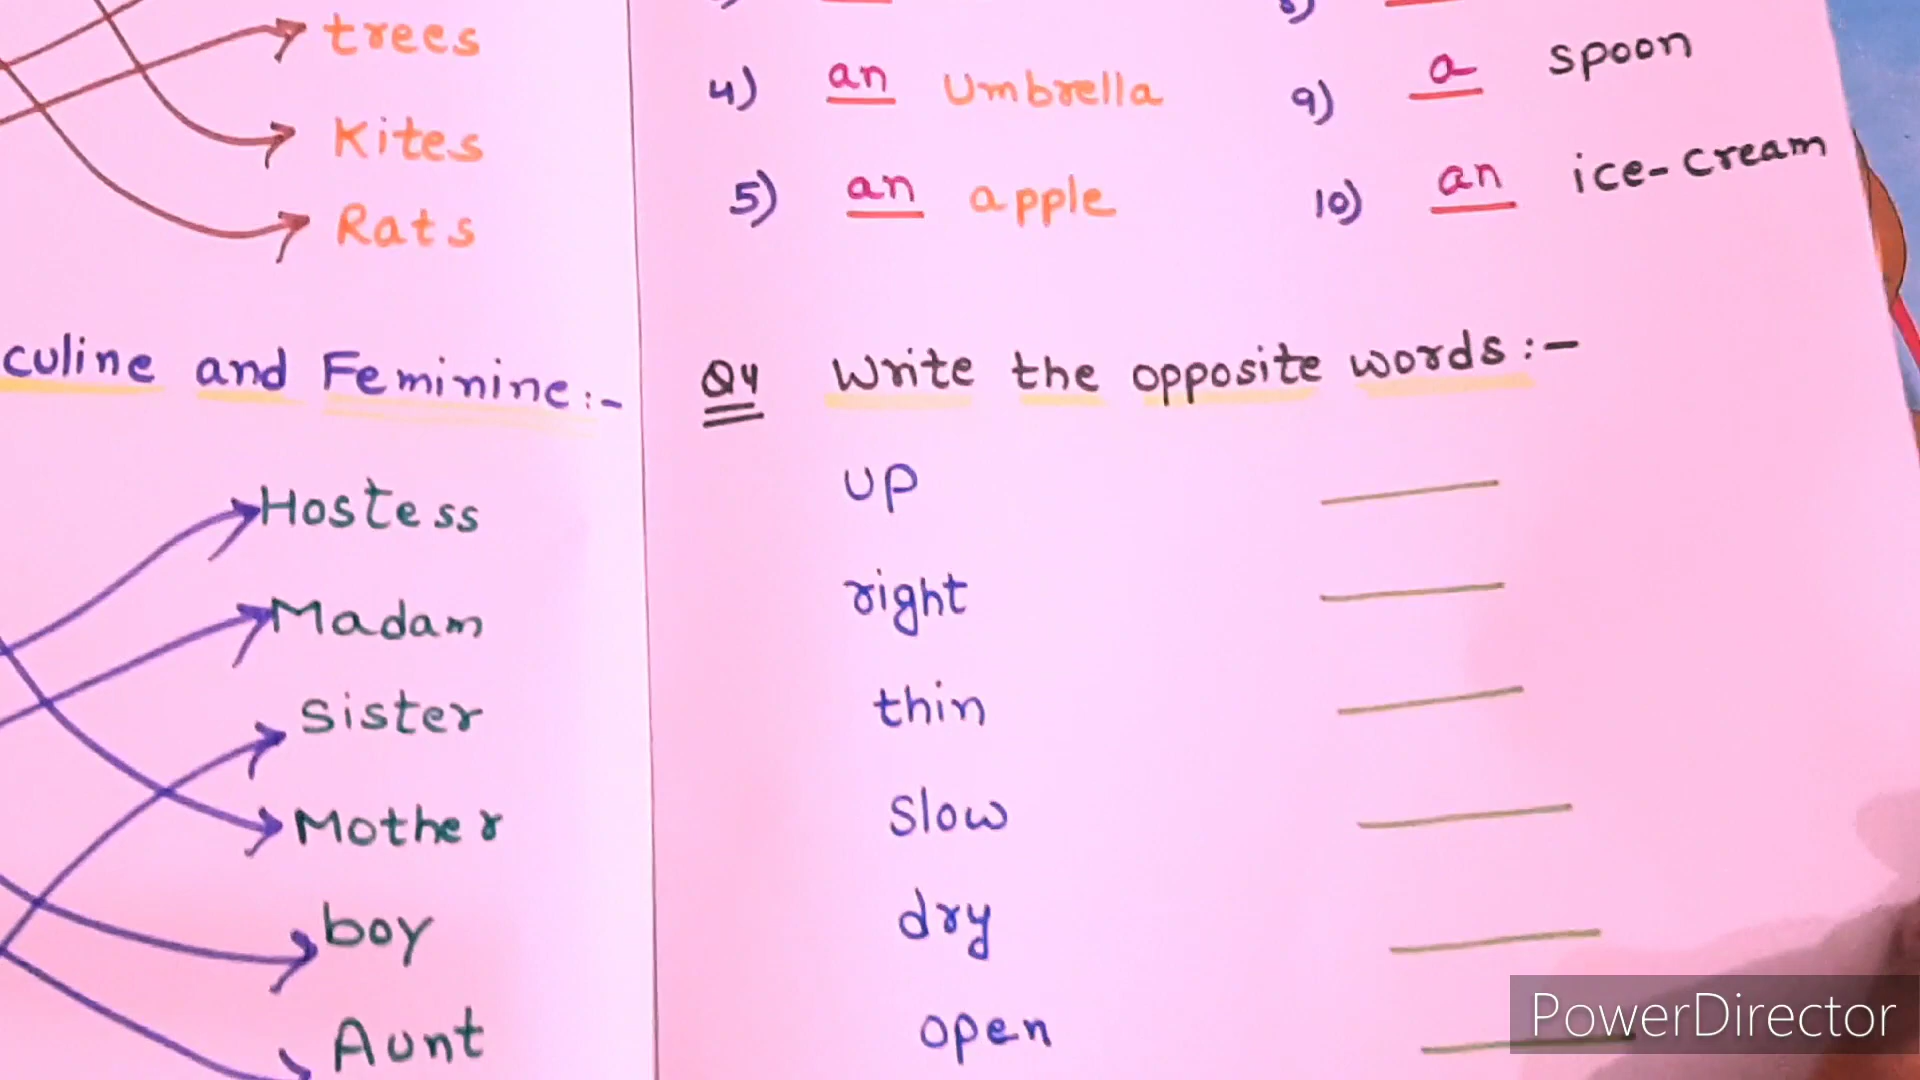 trees
Kites
Rats
culine and Feminine:-
Hostess
Madam
Sister
Mother
boy
Aunt
4) an Umbrella
5) an apple
9) a spoon
10) an ice-cream
Q4 Write the opposite words:-
up
right
thin
slow
dry
open
PowerDirector